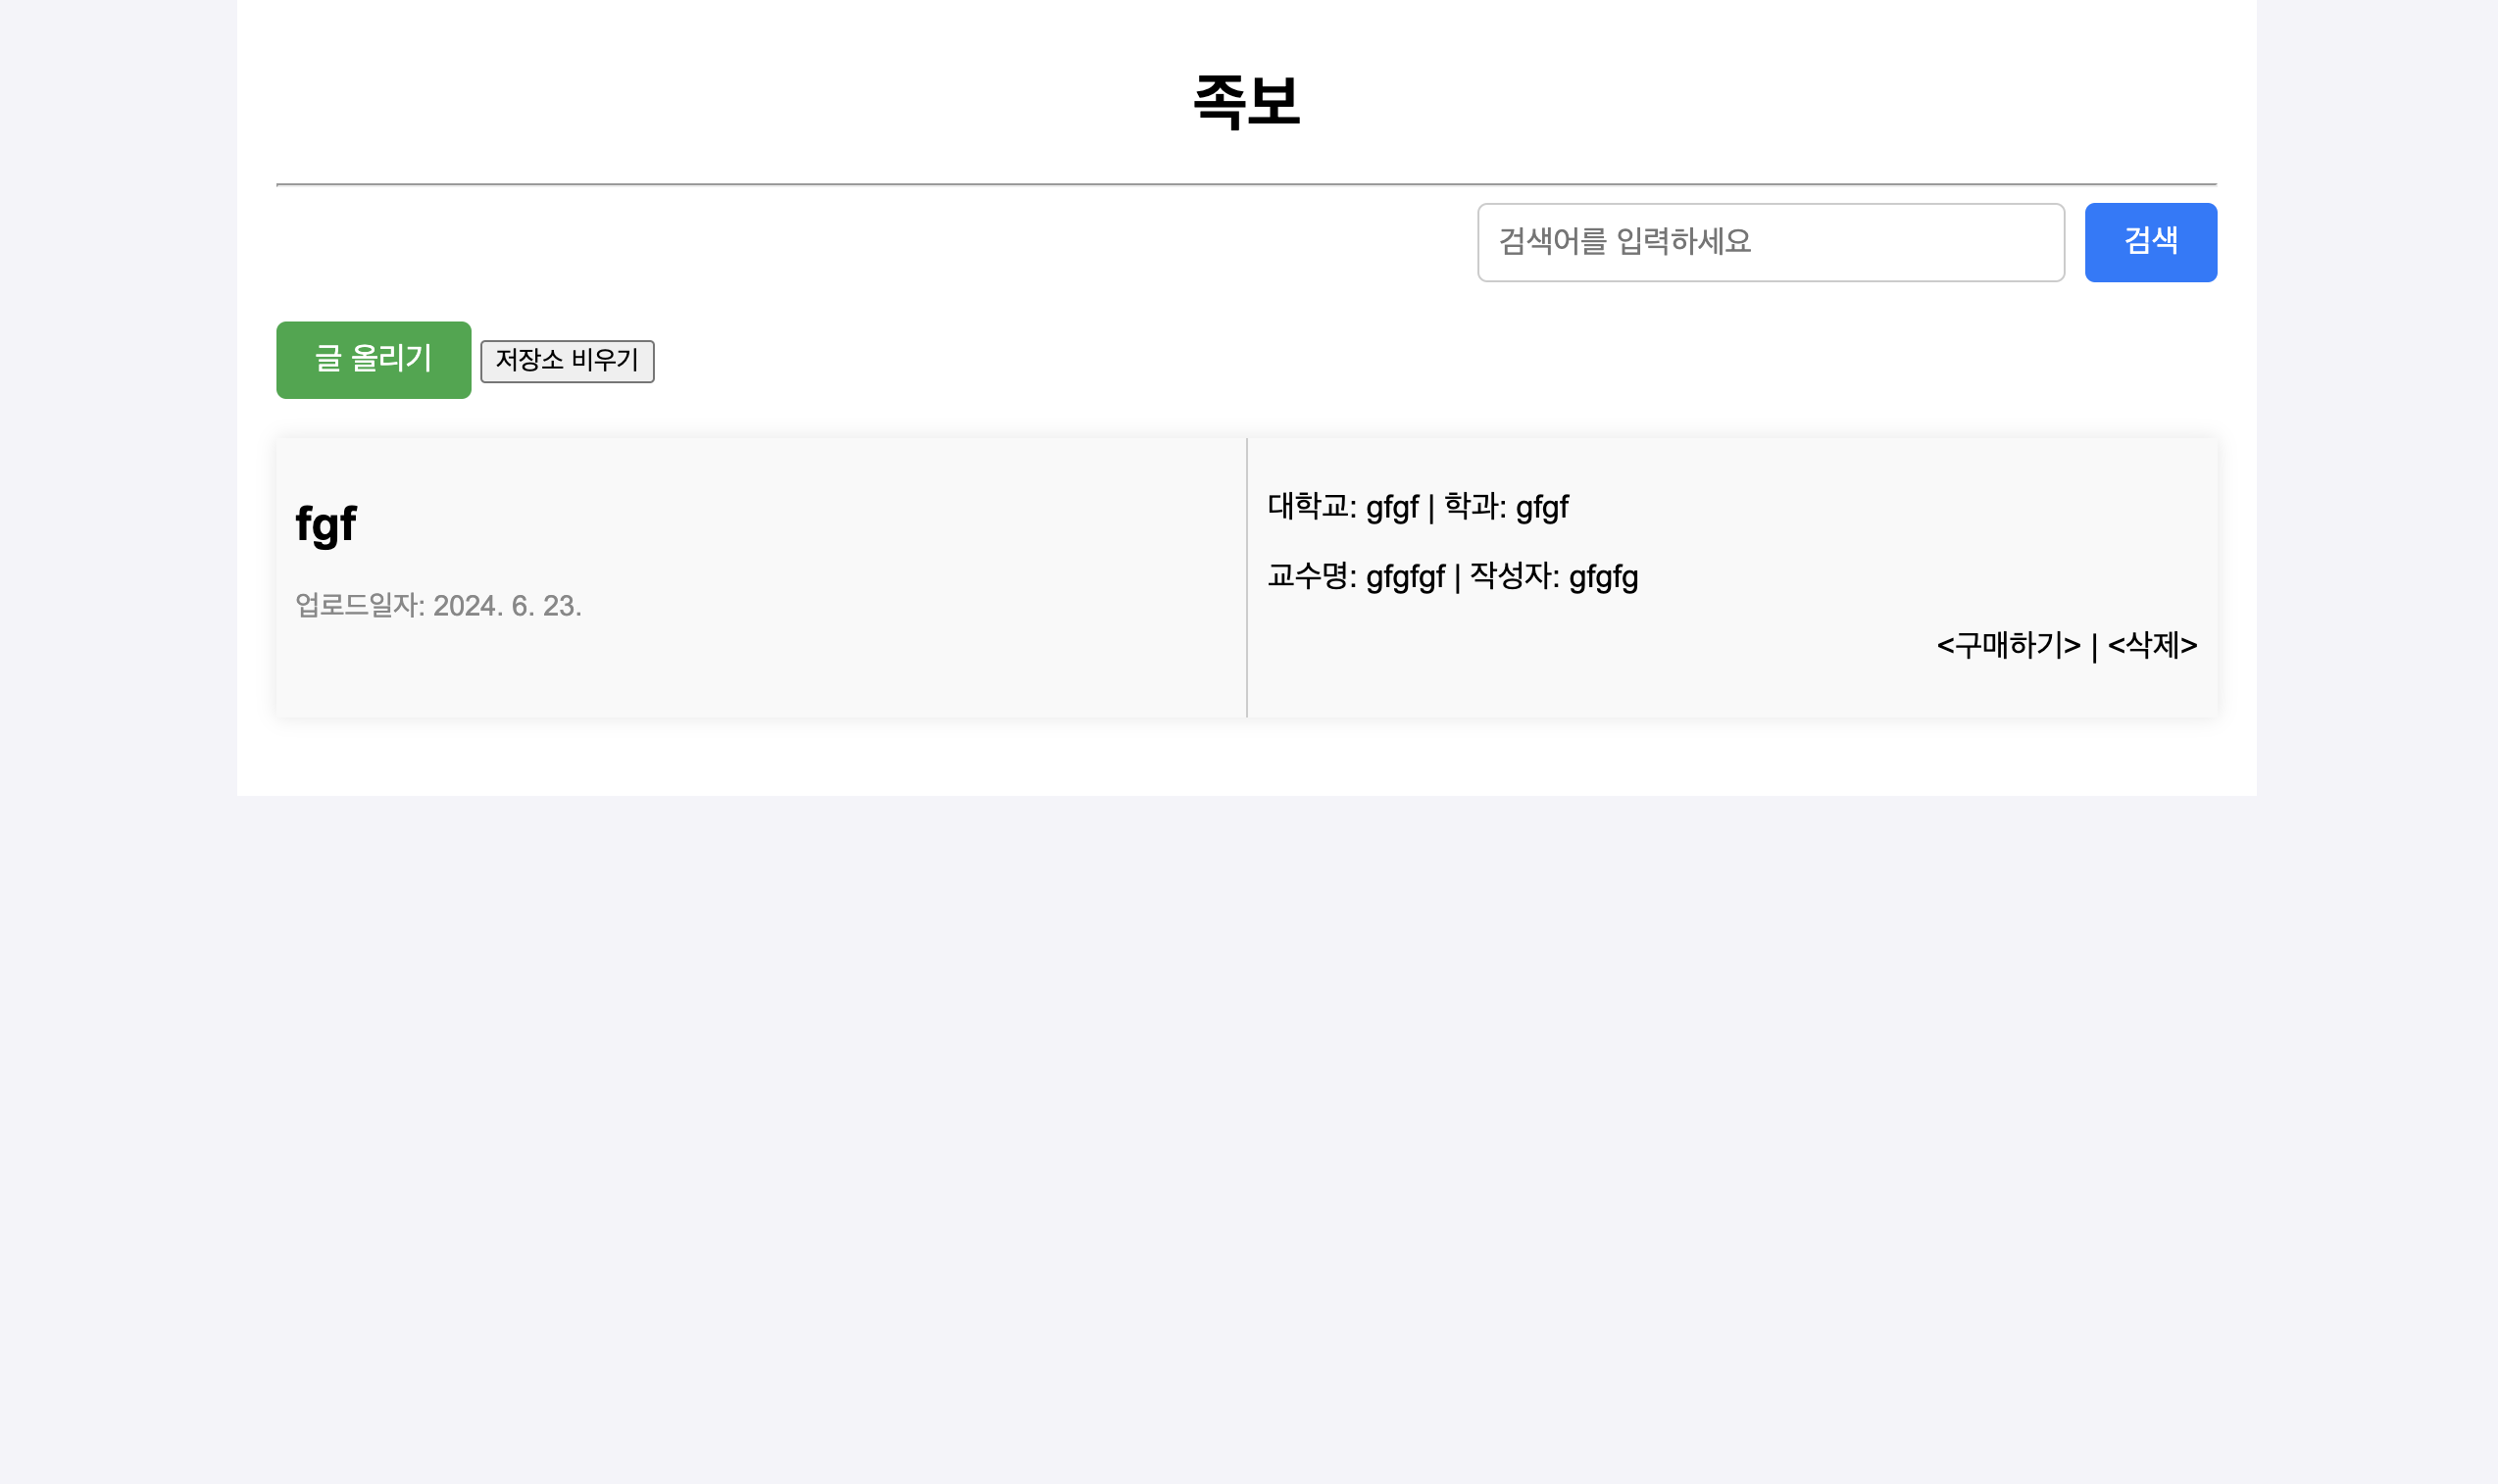 족보
검색어를 입력하세요 검색
글 올리기 저장소 비우기
fgf
업로드일자: 2024. 6. 23.
대학교: gfgf | 학과: gfgf
교수명: gfgfgf | 작성자: gfgfg
<구매하기> | <삭제>